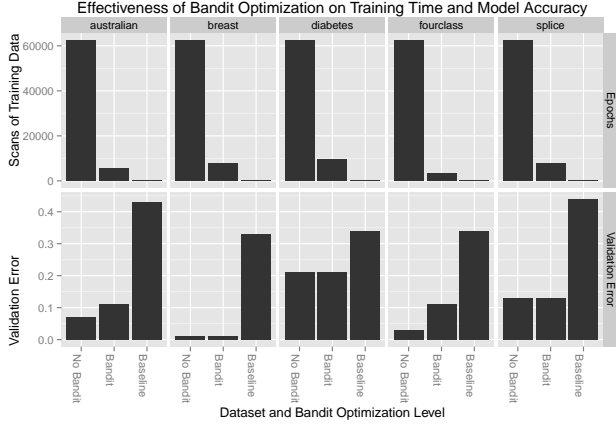 Effectiveness of Bandit Optimization on Training Time and Model Accuracy
australian breast diabetes fourclass splice
Scans of Training Data
60000
40000
20000
0
Epochs
Validation Error
0.4
0.3
0.2
0.1
0.0
Validation Error
No Bandit Bandit Baseline No Bandit Bandit Baseline No Bandit Bandit Baseline No Bandit Bandit Baseline No Bandit Bandit Baseline
Dataset and Bandit Optimization Level